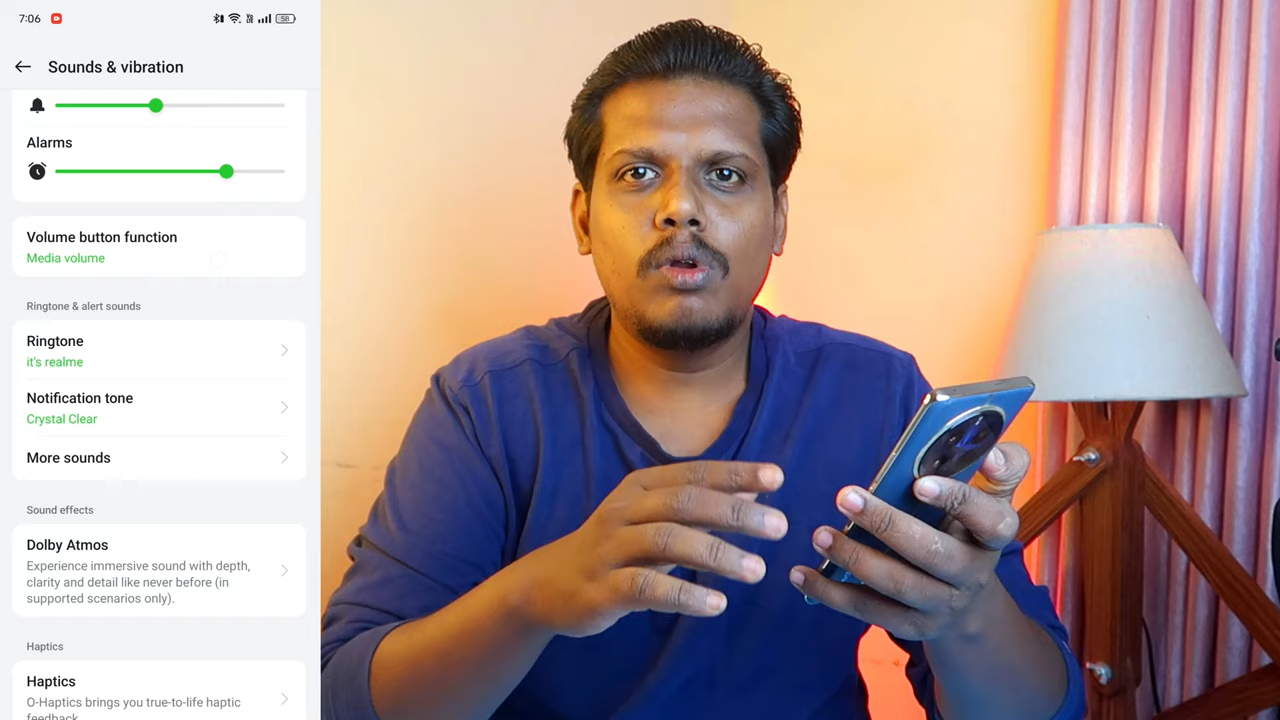 7:06
58
Sounds & vibration
Alarms
Volume button function
Media volume
Ringtone & alert sounds
Ringtone
it's realme
Notification tone
Crystal Clear
More sounds
Sound effects
Dolby Atmos
Experience immersive sound with depth,
clarity and detail like never before (in
supported scenarios only).
Haptics
Haptics
O-Haptics brings you true-to-life haptic
feedback